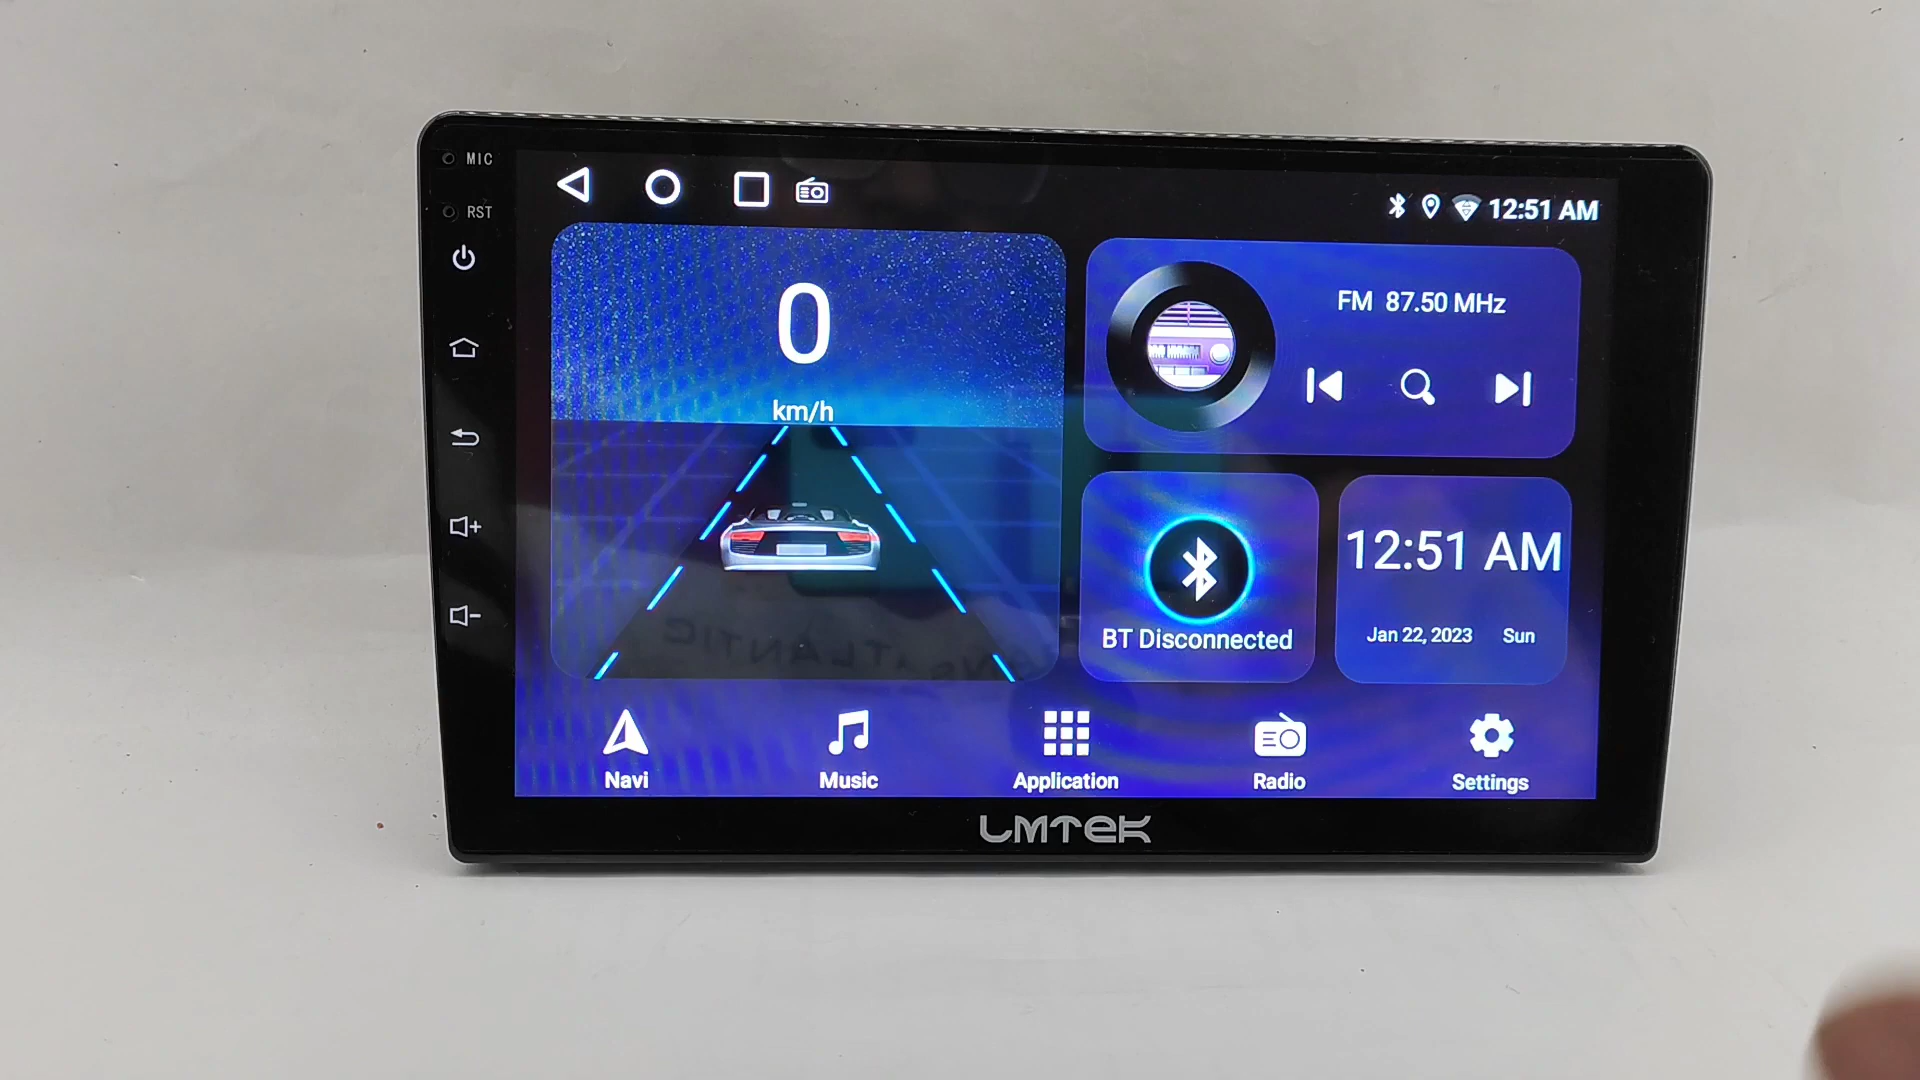 MIC
RST
12:51 AM
0
km/h
FM 87.50 MHz
BT Disconnected
12:51 AM
Jan 22, 2023 Sun
Navi
Music
Application
Radio
Settings
LMTEK